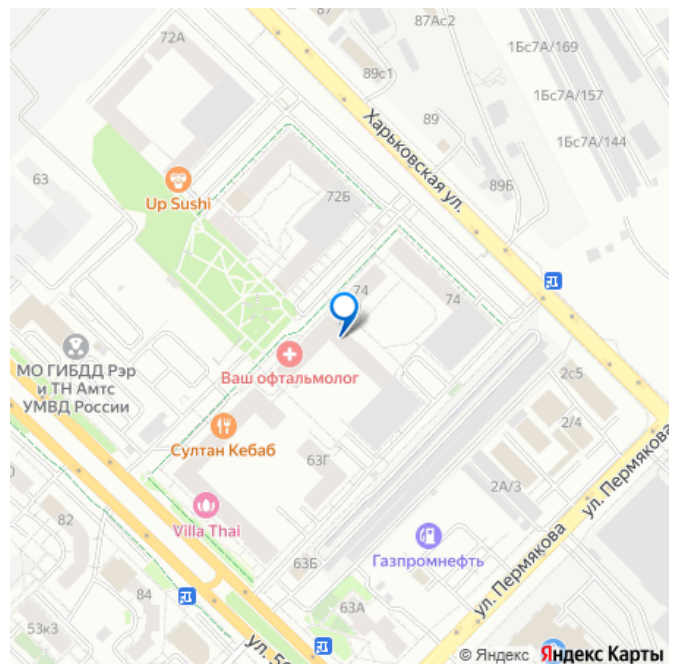 87Ас2
72А
1Бс7А/169
89с1
1Бс7А/157
Харьковская ул.
89
1Бс7А/144
63
89Б
72Б
Up Sushi
74
74
МО ГИБДД Рэр
и ТН Амтс
УМВД России
Ваш офтальмолог
2с5
2/4
Султан Кебаб
63Г
ул. Пермякова
2А/3
82
Villa Thai
Газпромнефть
63Б
ул. Пермякова
84
63А
53к3
ул. 50
© Яндекс Яндекс Карты